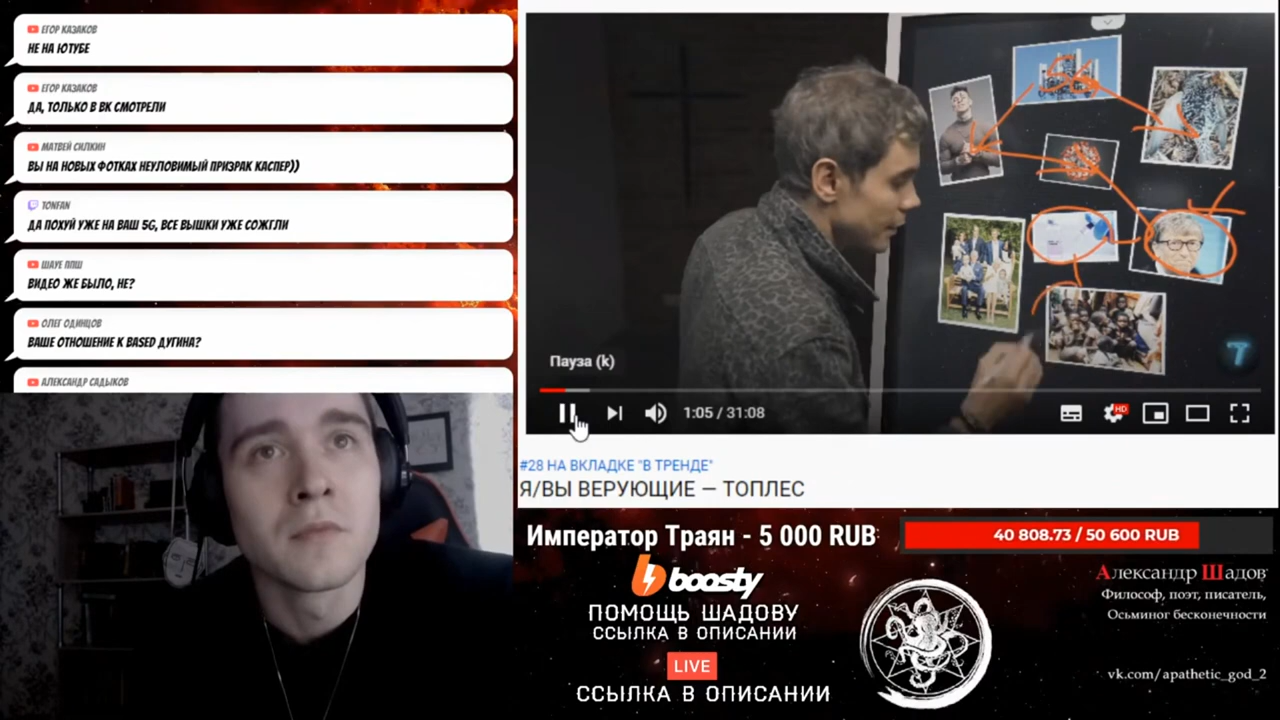 ЕГОР КАЗАКОВ
НЕ НА ЮТУБЕ
ЕГОР КАЗАКОВ
ДА, ТОЛЬКО В ВК СМОТРЕЛИ
МАТВЕЙ СИЛКИН
ВЫ НА НОВЫХ ФОТКАХ НЕУЛОВИМЫЙ ПРИЗРАК КАСПЕР))
TONFAN
ДА ПОХУЙ УЖЕ НА ВАШ 5G, ВСЕ ВЫШКИ УЖЕ СОЖГЛИ
ШАУЕ ППШ
ВИДЕО ЖЕ БЫЛО, НЕ?
ОЛЕГ ОДИНЦОВ
ВАШЕ ОТНОШЕНИЕ К BASED ДУГИНА?
АЛЕКСАНДР САДЫКОВ
5G
Пауза (k)
1:05 / 31:08
HD
#28 НА ВКЛАДКЕ "В ТРЕНДЕ"
Я/ВЫ ВЕРУЮЩИЕ — ТОПЛЕС
Император Траян - 5 000 RUB
40 808.73 / 50 600 RUB
boosty
ПОМОЩЬ ШАДОВУ
ССЫЛКА В ОПИСАНИИ
LIVE
ССЫЛКА В ОПИСАНИИ
Александр Шадов
Философ, поэт, писатель,
Осьминог бесконечности
vk.com/apathetic_god_2